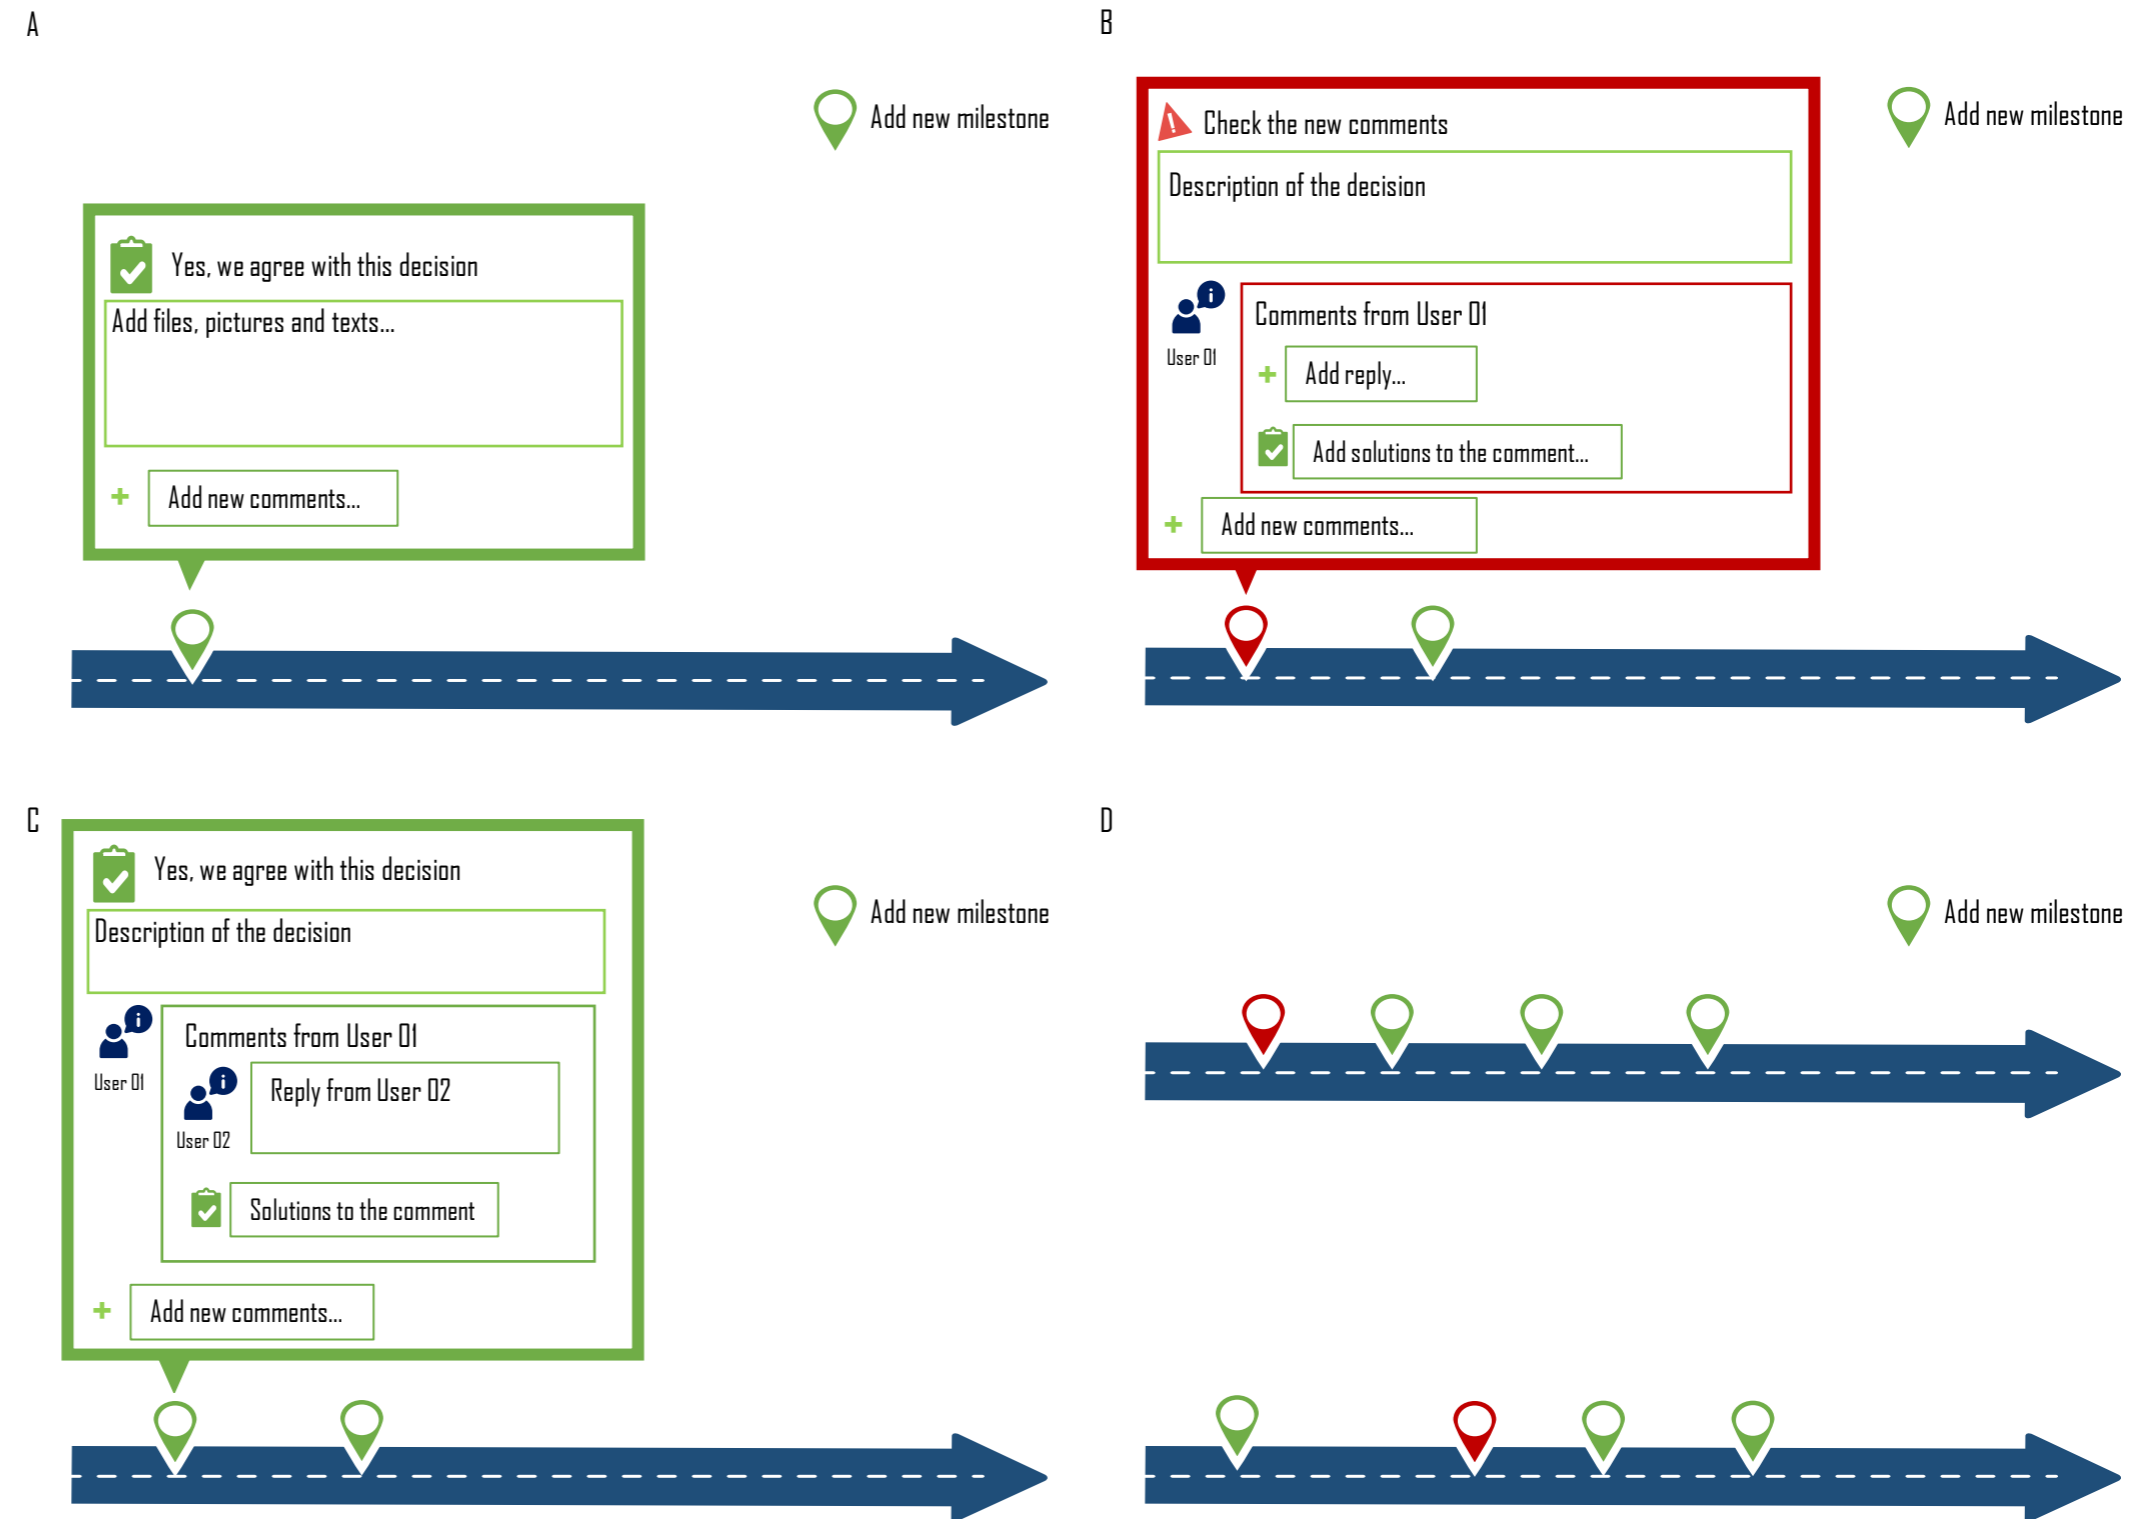 A
Add new milestone
Yes, we agree with this decision
Add files, pictures and texts...
Add new comments...
B
Add new milestone
Check the new comments
Description of the decision
User 01
Comments from User 01
Add reply...
Add solutions to the comment...
Add new comments...
C
Add new milestone
Yes, we agree with this decision
Description of the decision
User 01
Comments from User 01
User 02
Reply from User 02
Solutions to the comment
Add new comments...
D
Add new milestone